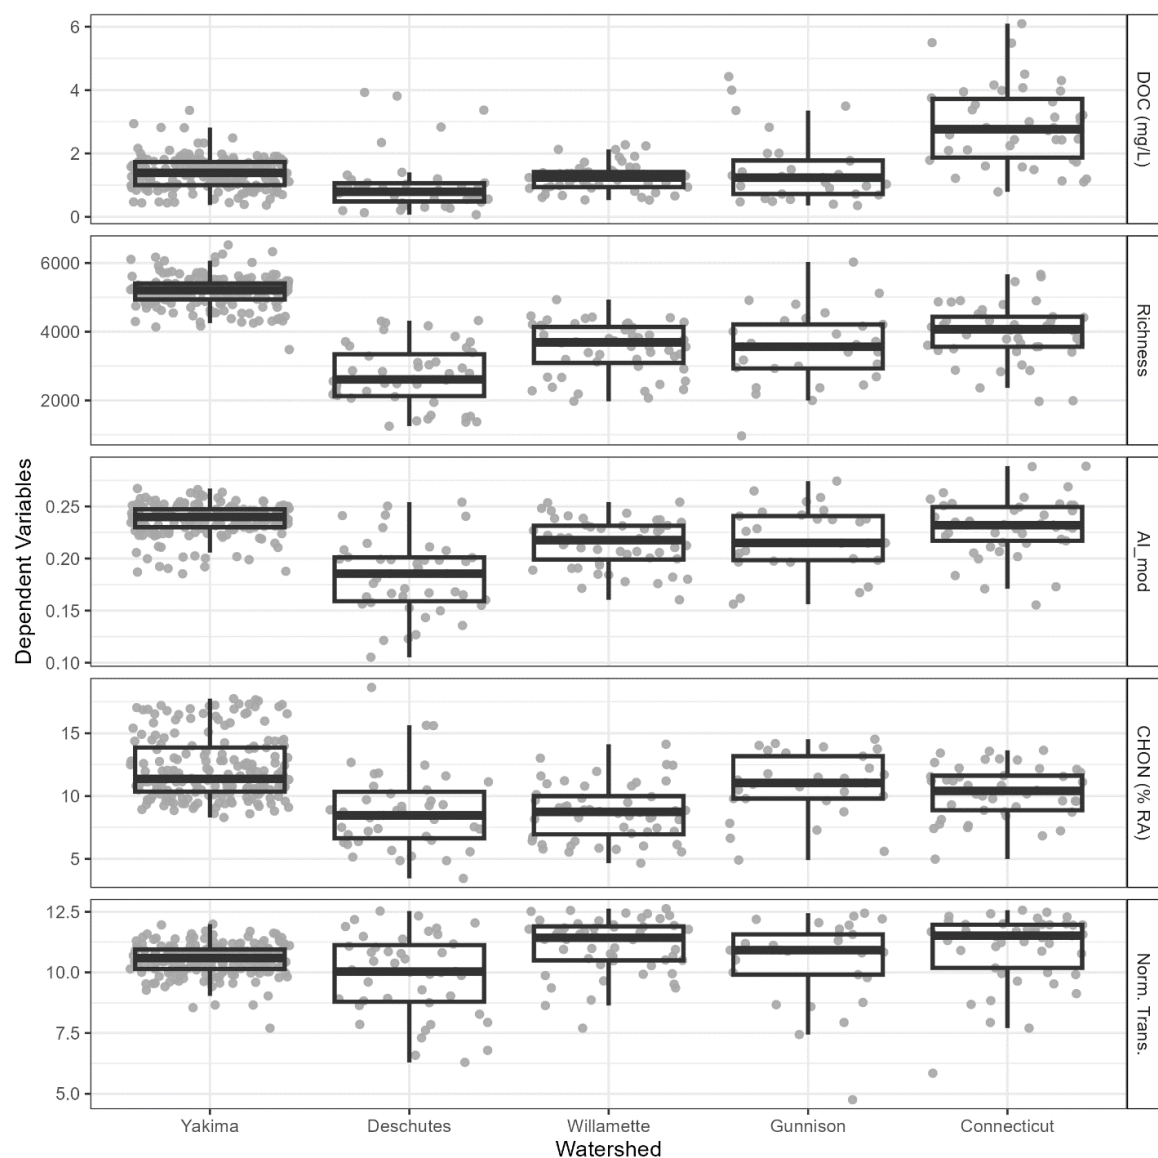 6
4
2
0
DOC (mg/L)
6000
4000
2000
Richness
0.25
0.20
0.15
0.10
AI_mod
Dependent Variables
15
10
5
CHON (% RA)
12.5
10.0
7.5
5.0
Norm. Trans.
Yakima Deschutes Willamette Gunnison Connecticut
Watershed